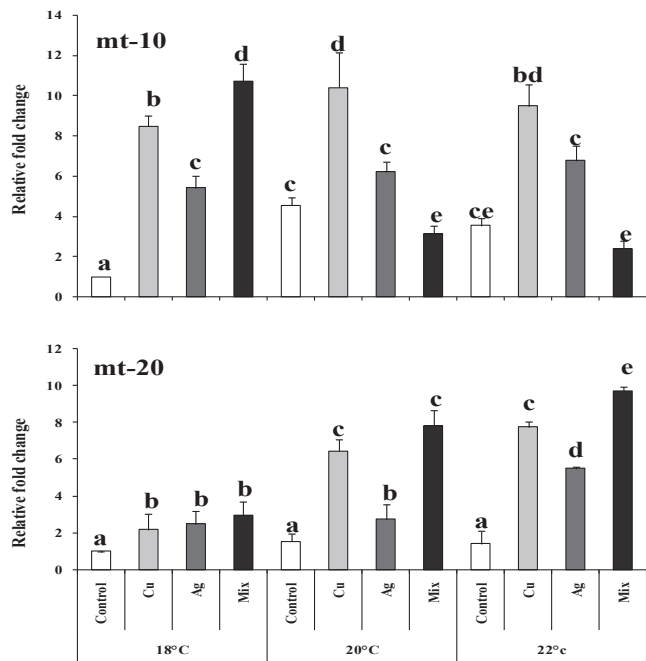 mt-10
Relative fold change
14
12
10
8
6
4
2
0
a
b
c
d
c
d
c
e
ce
bd
c
e
mt-20
Relative fold change
12
10
8
6
4
2
0
a
b
b
b
a
c
b
c
a
c
d
e
Control Cu Ag Mix Control Cu Ag Mix Control Cu Ag Mix
18°C 20°C 22°c